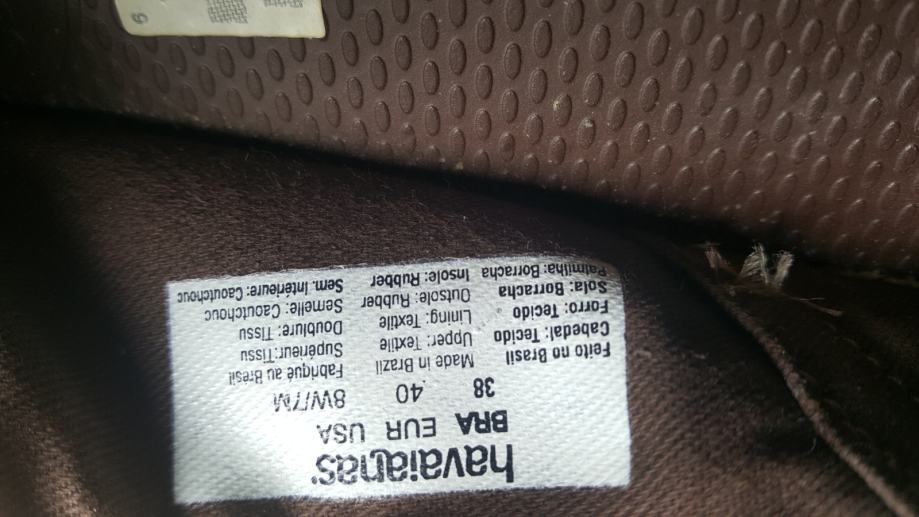 havaianas
BRA EUR USA
38 40 8W/7M
Feito no Brasil Made in Brazil Fabriqué au Brésil
Cabedal: Tecido Upper: Textile Supérieur: Tissu
Forro: Tecido Lining: Textile Doublure: Tissu
Sola: Borracha Outsole: Rubber Semelle: Caoutchouc
Palmilha: Borracha Insole: Rubber Sem. Intérieure: Caoutchouc